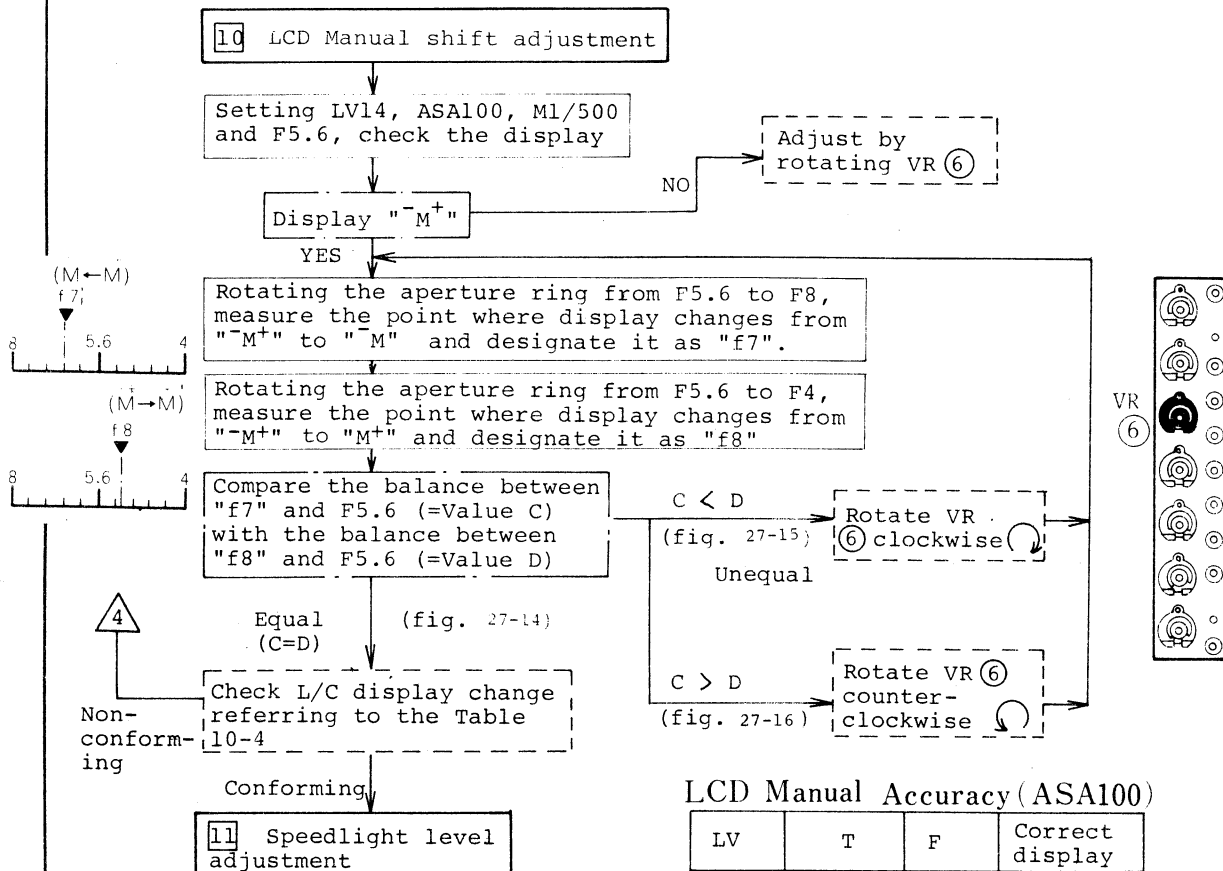 10 LCD Manual shift adjustment
Setting LV14, ASA100, M1/500
and F5.6, check the display
Adjust by
rotating VR ⑥
NO
Display "⁻M⁺"
YES
(M←M)
f7
8 5.6 4
Rotating the aperture ring from F5.6 to F8,
measure the point where display changes from
"⁻M⁺" to "⁻M" and designate it as "f7".
(M→M)
f8
8 5.6 4
Rotating the aperture ring from F5.6 to F4,
measure the point where display changes from
"⁻M⁺" to "M⁺" and designate it as "f8"
VR
⑥
Compare the balance between
"f7" and F5.6 (=Value C)
with the balance between
"f8" and F5.6 (=Value D)
C < D
(fig. 27-15)
Unequal
Rotate VR
⑥ clockwise
4
Equal
(C=D)
(fig. 27-14)
C > D
(fig. 27-16)
Rotate VR ⑥
counter-
clockwise
Non-
conform-
ing
Check L/C display change
referring to the Table
10-4
Conforming
11 Speedlight level
adjustment
LCD Manual Accuracy (ASA100)
LV T F Correct
display